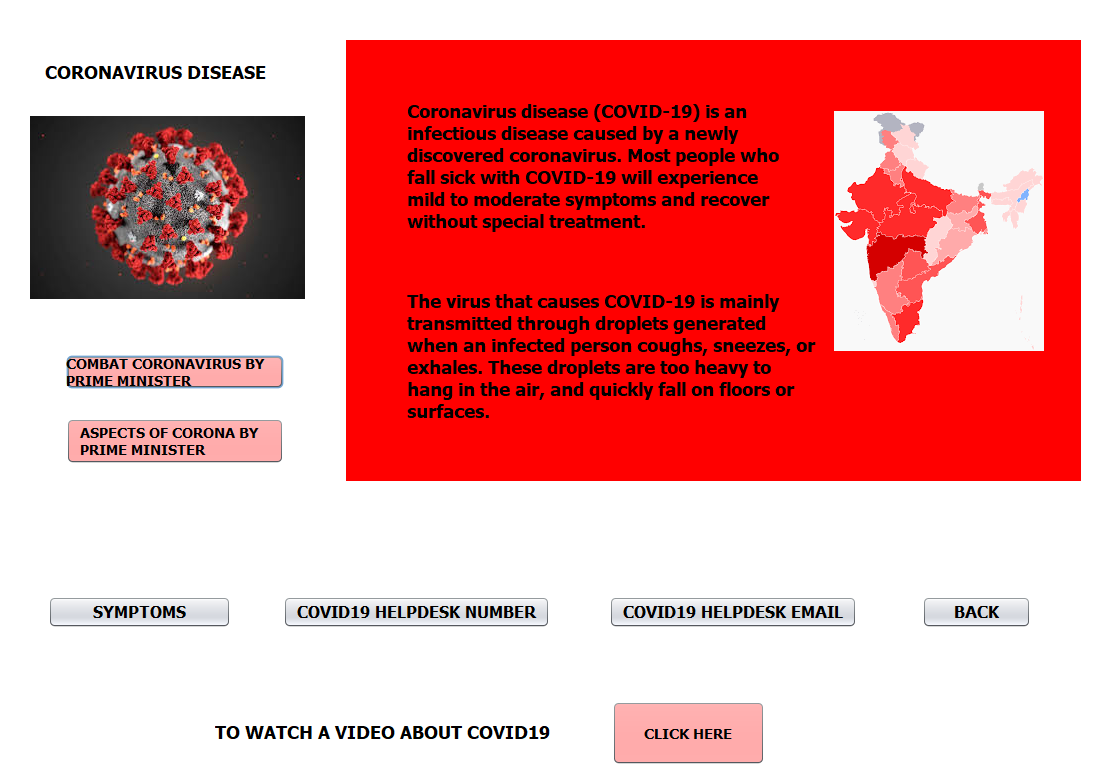 CORONAVIRUS DISEASE
Coronavirus disease (COVID-19) is an
infectious disease caused by a newly
discovered coronavirus. Most people who
fall sick with COVID-19 will experience
mild to moderate symptoms and recover
without special treatment.
The virus that causes COVID-19 is mainly
transmitted through droplets generated
when an infected person coughs, sneezes, or
exhales. These droplets are too heavy to
hang in the air, and quickly fall on floors or
surfaces.
COMBAT CORONAVIRUS BY
PRIME MINISTER
ASPECTS OF CORONA BY
PRIME MINISTER
SYMPTOMS
COVID19 HELPDESK NUMBER
COVID19 HELPDESK EMAIL
BACK
TO WATCH A VIDEO ABOUT COVID19
CLICK HERE